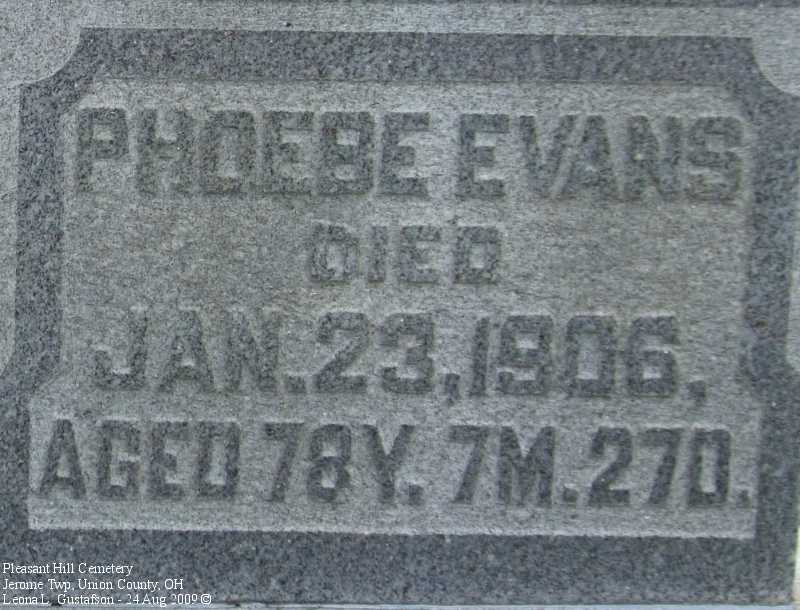 PHOEBE EVANS
DIED
JAN. 23, 1906,
AGED 78Y. 7M. 27D.
Pleasant Hill Cemetery
Jerome Twp, Union County, OH
Leona L. Gustafson - 24 Aug 2009 ©